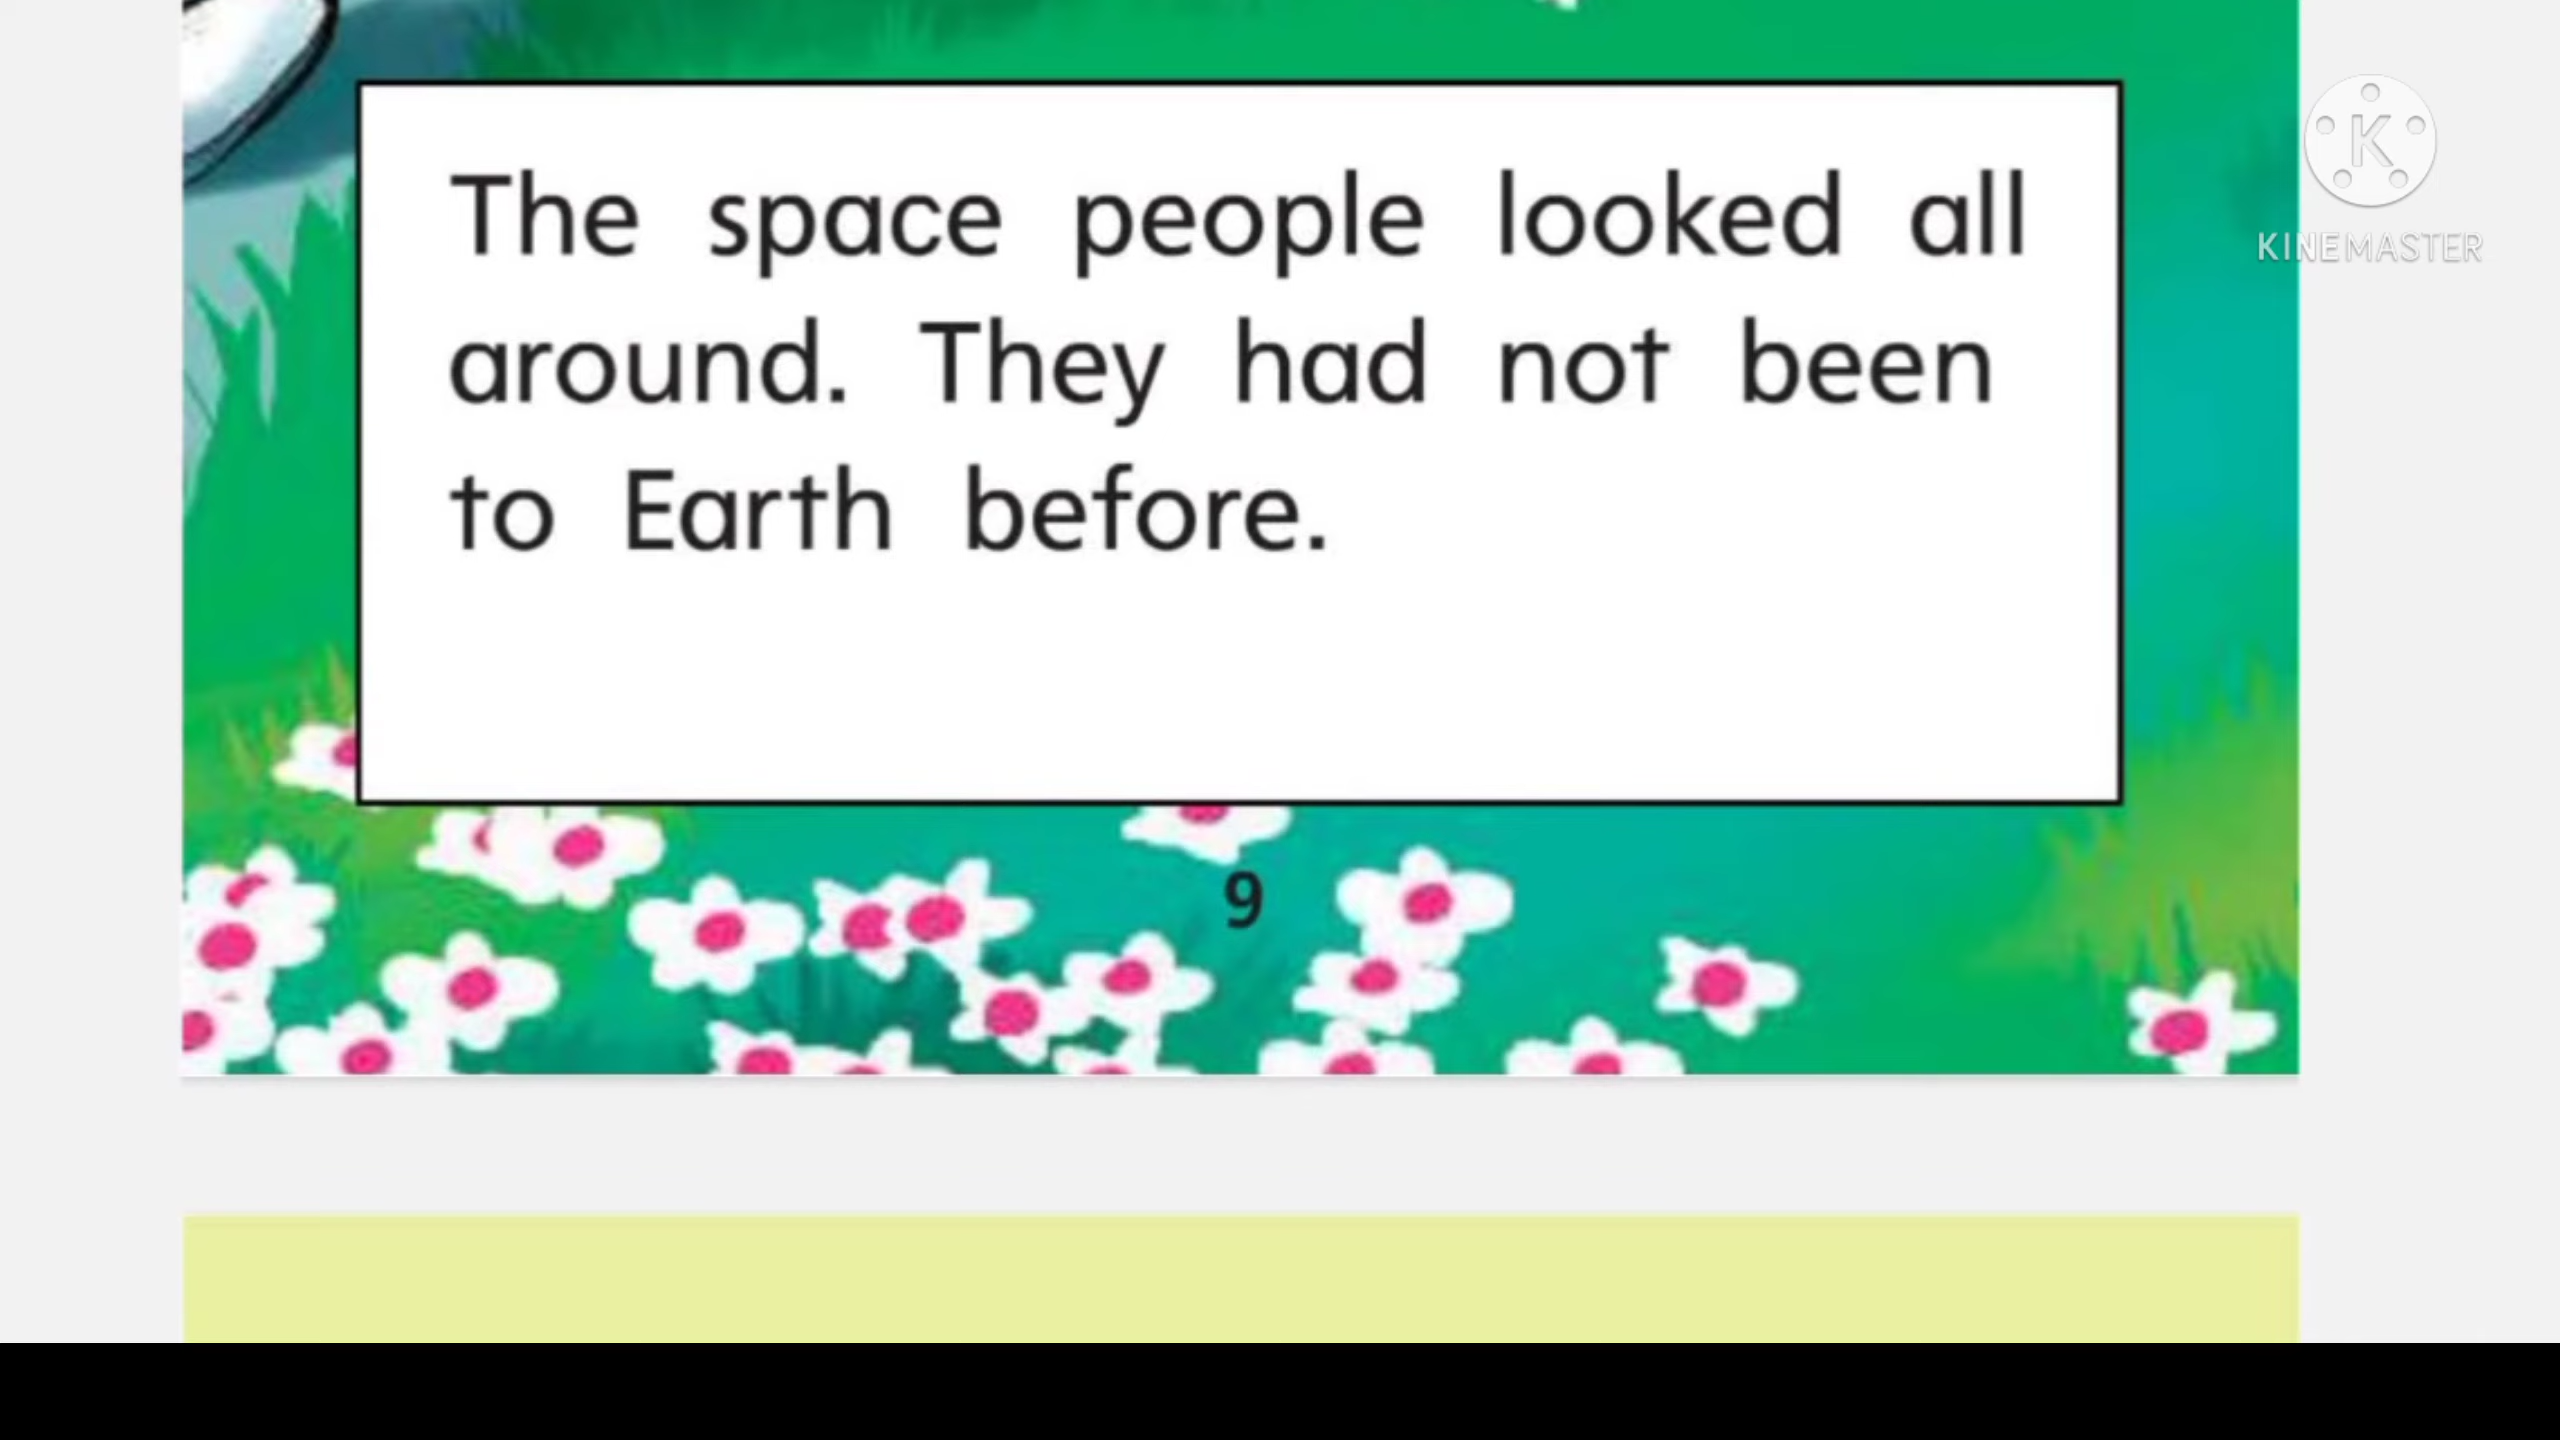 The space people looked all
around. They had not been
to Earth before.
9
K
KINEMASTER